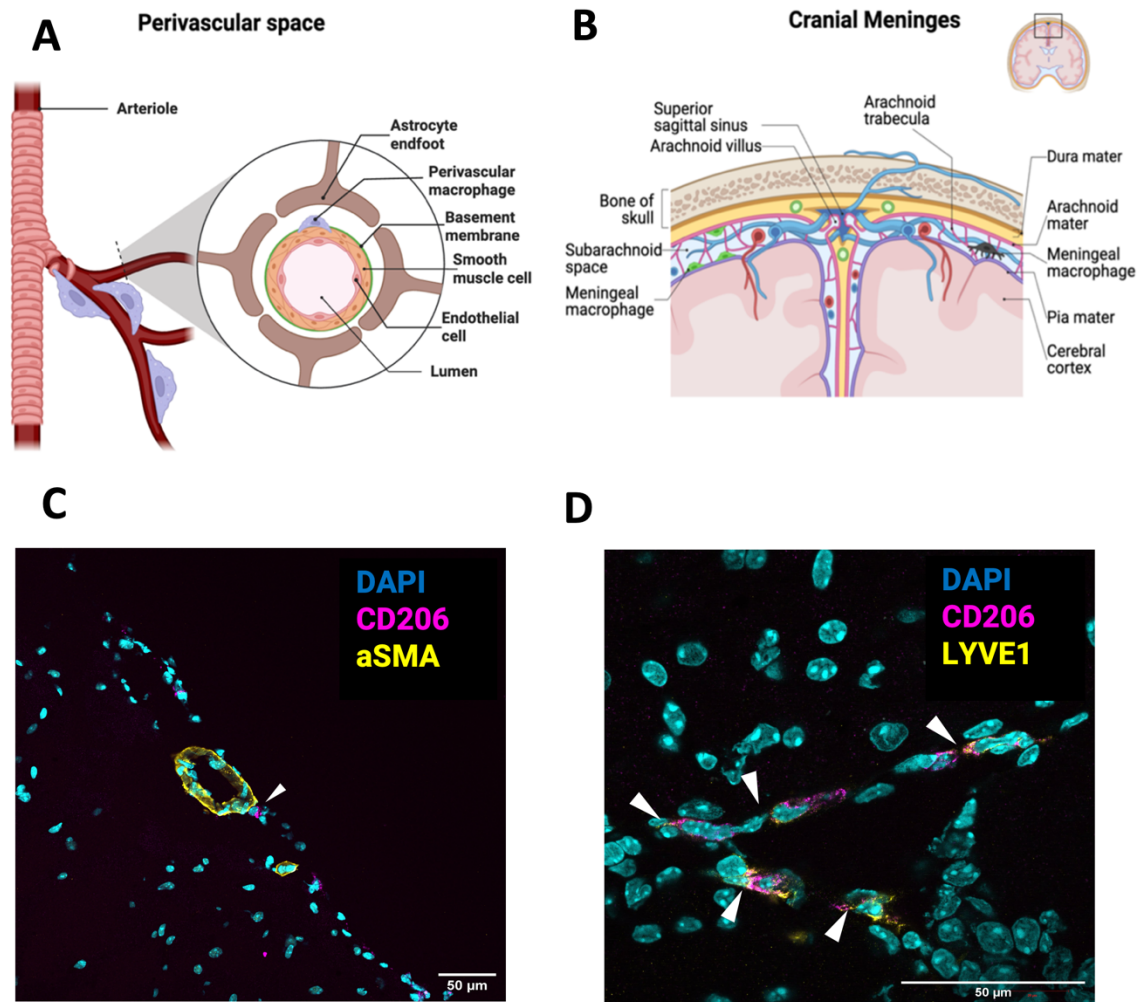 A
Perivascular space
Arteriole
Astrocyte
endfoot
Perivascular
macrophage
Basement
membrane
Smooth
muscle cell
Endothelial
cell
Lumen
B
Cranial Meninges
Superior
sagittal sinus
Arachnoid villus
Arachnoid
trabecula
Bone of
skull
Subarachnoid
space
Meningeal
macrophage
Dura mater
Arachnoid
mater
Meningeal
macrophage
Pia mater
Cerebral
cortex
C
DAPI
CD206
aSMA
50 µm
D
DAPI
CD206
LYVE1
50 µm